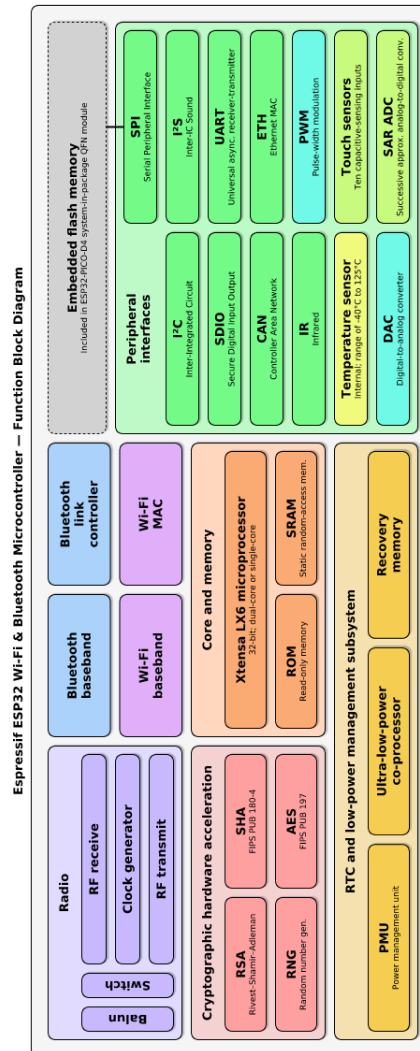 Espressif ESP32 Wi-Fi & Bluetooth Microcontroller — Function Block Diagram
Radio
Balun
Switch
RF receive
Clock generator
RF transmit
Bluetooth
baseband
Bluetooth
link
controller
Wi-Fi
baseband
Wi-Fi
MAC
Embedded flash memory
Included in ESP32-PICO-D4 system-in-package QFN module
Peripheral
interfaces
SPI
Serial Peripheral Interface
I²C
Inter-Integrated Circuit
I²S
Inter-IC Sound
SDIO
Secure Digital Input Output
UART
Universal async. receiver-transmitter
CAN
Controller Area Network
ETH
Ethernet MAC
IR
Infrared
PWM
Pulse-width modulation
Temperature sensor
Internal; range of -40°C to 125°C
Touch sensors
Ten capacitive-sensing inputs
DAC
Digital-to-analog converter
SAR ADC
Successive approx. analog-to-digital conv.
Cryptographic hardware acceleration
RSA
Rivest-Shamir-Adleman
SHA
FIPS PUB 180-4
RNG
Random number gen.
AES
FIPS PUB 197
Core and memory
Xtensa LX6 microprocessor
32-bit; dual-core or single-core
ROM
Read-only memory
SRAM
Static random-access mem.
RTC and low-power management subsystem
PMU
Power management unit
Ultra-low-power
co-processor
Recovery
memory